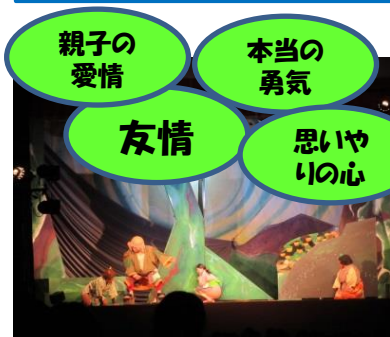 親子の
愛情
本当の
勇気
友情
思いや
りの心